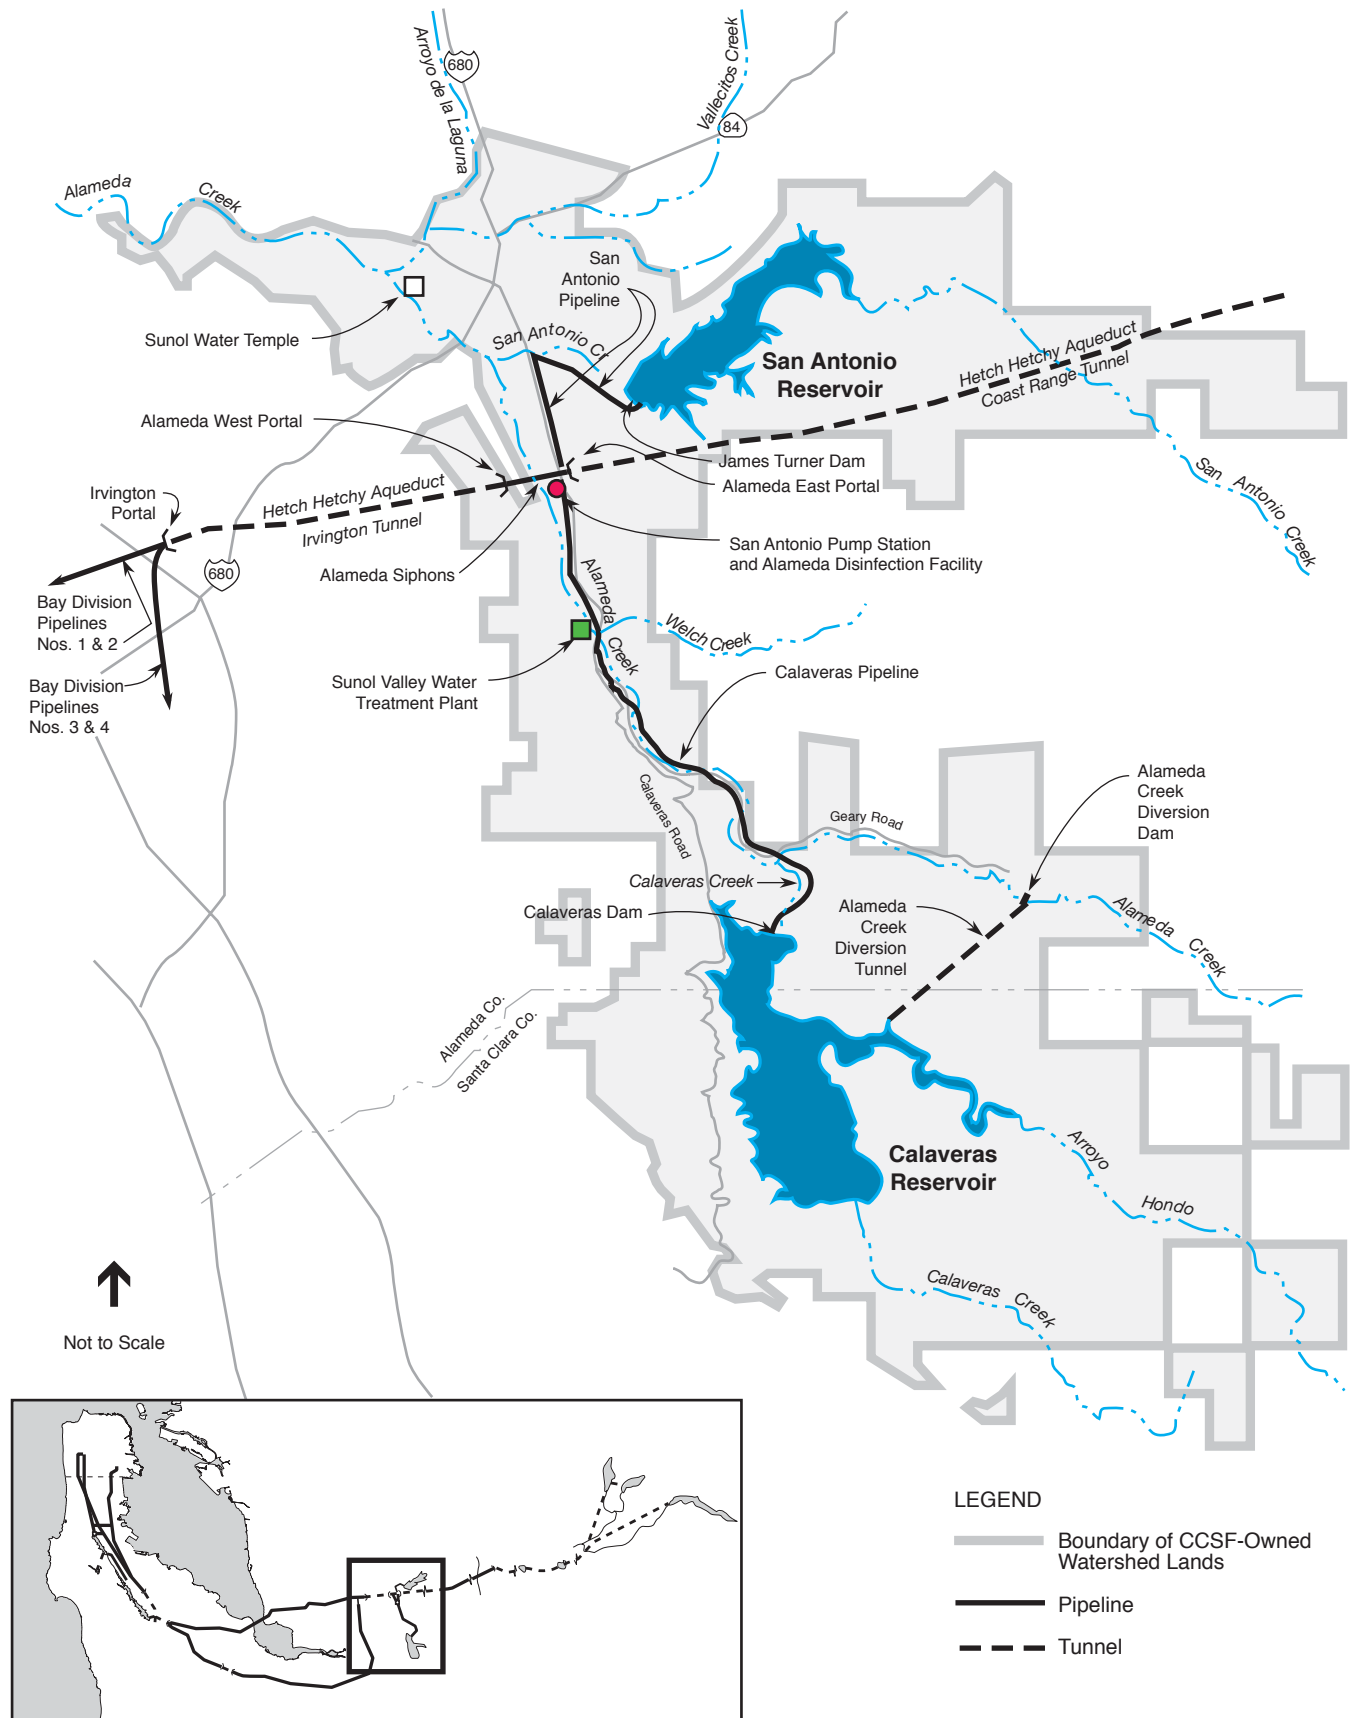 Arroyo de la Laguna
680
Vallecitos Creek
84
Alameda
Creek
San
Antonio
Pipeline
Sunol Water Temple
San Antonio Cr
San Antonio
Reservoir
Hetch Hetchy Aqueduct
Coast Range Tunnel
Alameda West Portal
James Turner Dam
Alameda East Portal
San Antonio Creek
Irvington
Portal
Hetch Hetchy Aqueduct
Irvington Tunnel
San Antonio Pump Station
and Alameda Disinfection Facility
Alameda Siphons
680
Bay Division
Pipelines
Nos. 1 & 2
Alameda
Creek
Welch Creek
Calaveras Pipeline
Sunol Valley Water
Treatment Plant
Bay Division
Pipelines
Nos. 3 & 4
Alameda
Creek
Diversion
Dam
Calaveras Road
Geary Road
Calaveras Creek
Calaveras Dam
Alameda
Creek
Diversion
Tunnel
Alameda Creek
Alameda Co.
Santa Clara Co.
Calaveras
Reservoir
Arroyo
Hondo
Calaveras Creek
Not to Scale
LEGEND
Boundary of CCSF-Owned
Watershed Lands
Pipeline
Tunnel